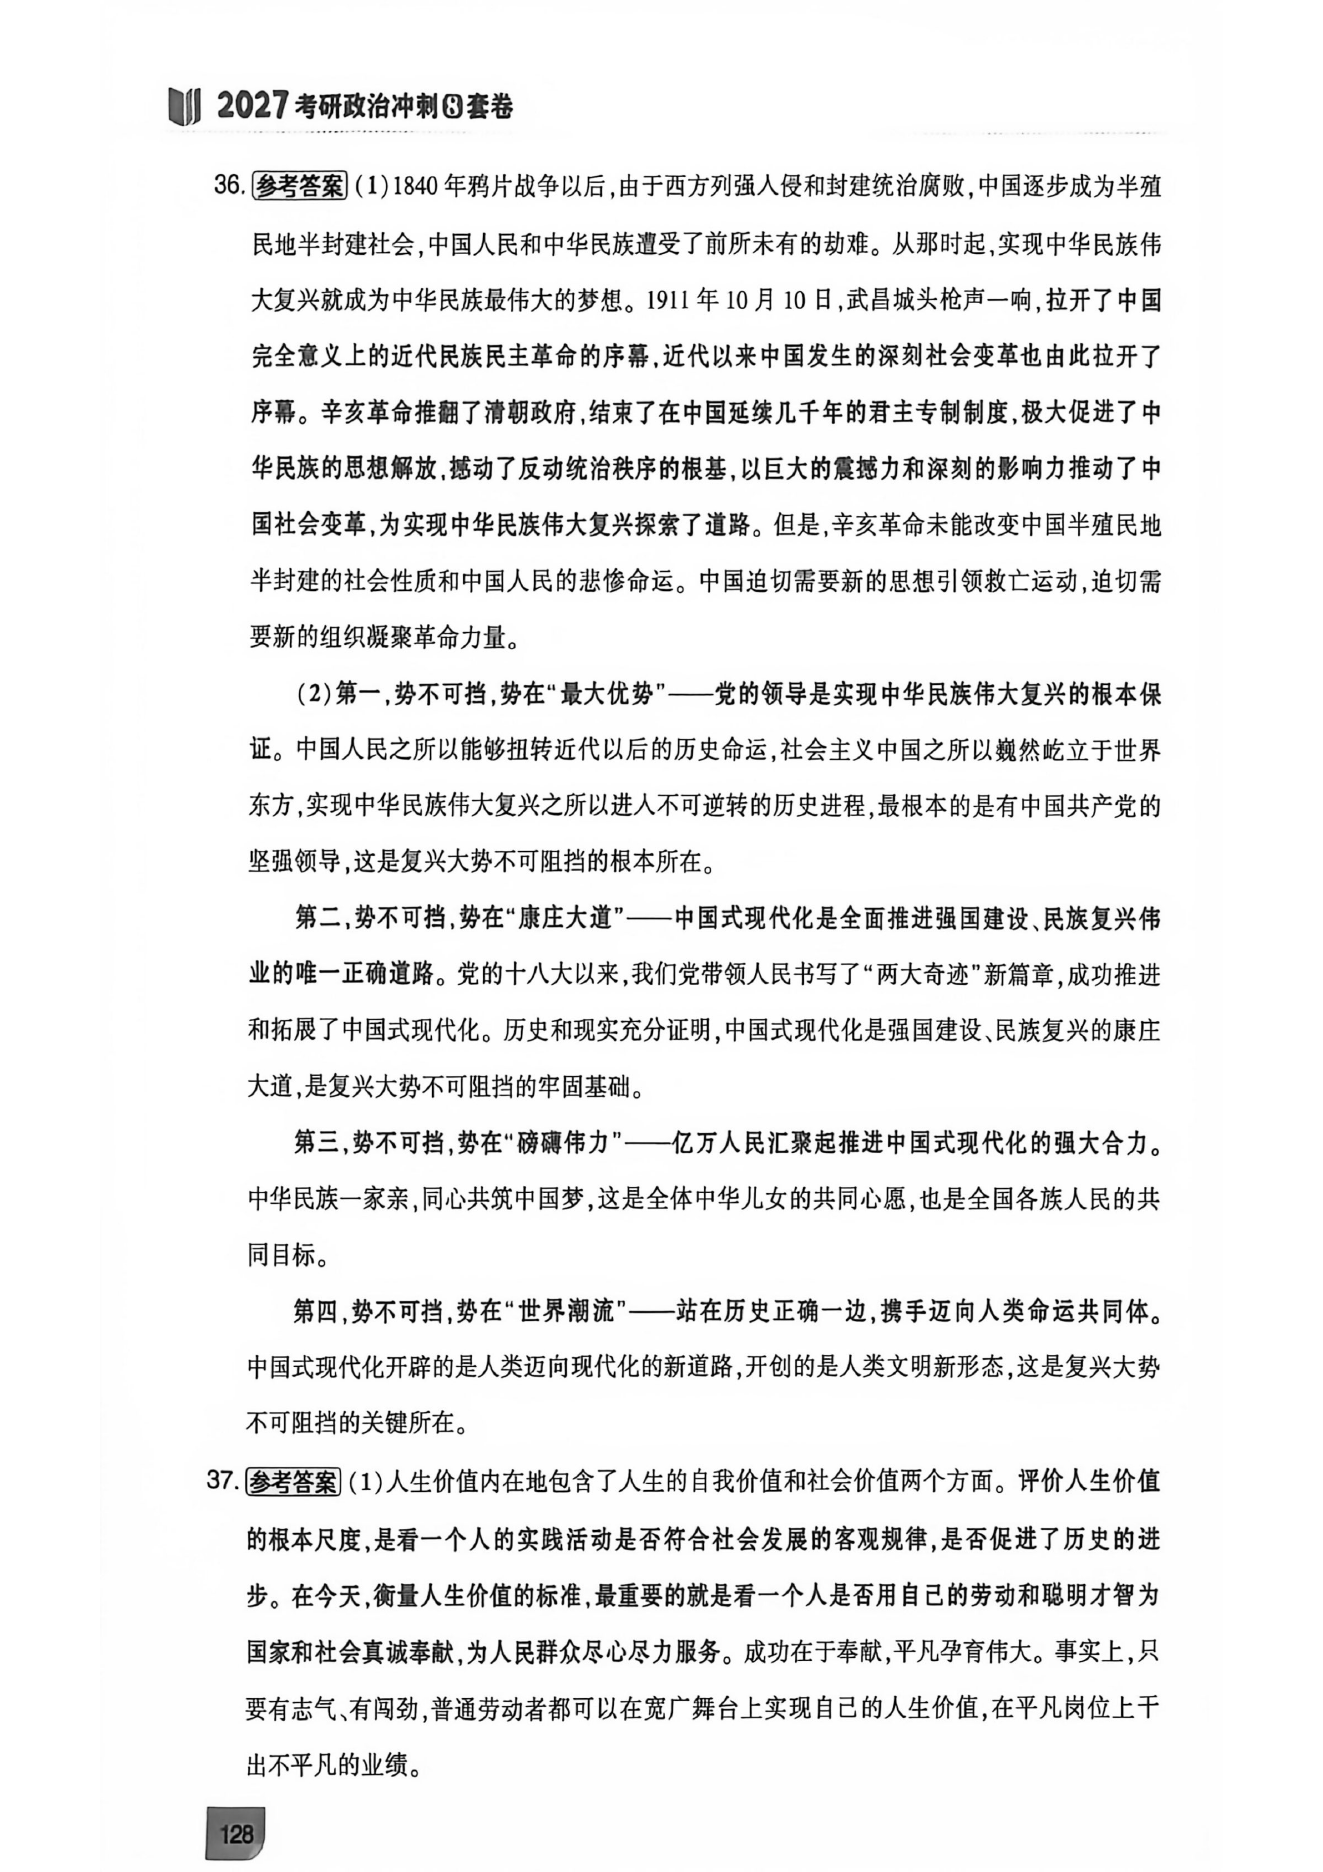 2027考研政治冲刺8套卷
36. 参考答案 (1)1840年鸦片战争以后,由于西方列强入侵和封建统治腐败,中国逐步成为半殖
民地半封建社会,中国人民和中华民族遭受了前所未有的劫难。从那时起,实现中华民族伟
大复兴就成为中华民族最伟大的梦想。1911年10月10日,武昌城头枪声一响,拉开了中国
完全意义上的近代民族民主革命的序幕,近代以来中国发生的深刻社会变革也由此拉开了
序幕。辛亥革命推翻了清朝政府,结束了在中国延续几千年的君主专制制度,极大促进了中
华民族的思想解放,撼动了反动统治秩序的根基,以巨大的震撼力和深刻的影响力推动了中
国社会变革,为实现中华民族伟大复兴探索了道路。但是,辛亥革命未能改变中国半殖民地
半封建的社会性质和中国人民的悲惨命运。中国迫切需要新的思想引领救亡运动,迫切需
要新的组织凝聚革命力量。
(2)第一,势不可挡,势在“最大优势”——党的领导是实现中华民族伟大复兴的根本保
证。中国人民之所以能够扭转近代以后的历史命运,社会主义中国之所以巍然屹立于世界
东方,实现中华民族伟大复兴之所以进入不可逆转的历史进程,最根本的是有中国共产党的
坚强领导,这是复兴大势不可阻挡的根本所在。
第二,势不可挡,势在“康庄大道”——中国式现代化是全面推进强国建设、民族复兴伟
业的唯一正确道路。党的十八大以来,我们党带领人民书写了“两大奇迹”新篇章,成功推进
和拓展了中国式现代化。历史和现实充分证明,中国式现代化是强国建设、民族复兴的康庄
大道,是复兴大势不可阻挡的牢固基础。
第三,势不可挡,势在“磅礴伟力”——亿万人民汇聚起推进中国式现代化的强大合力。
中华民族一家亲,同心共筑中国梦,这是全体中华儿女的共同心愿,也是全国各族人民的共
同目标。
第四,势不可挡,势在“世界潮流”——站在历史正确一边,携手迈向人类命运共同体。
中国式现代化开辟的是人类迈向现代化的新道路,开创的是人类文明新形态,这是复兴大势
不可阻挡的关键所在。
37. 参考答案 (1)人生价值内在地包含了人生的自我价值和社会价值两个方面。评价人生价值
的根本尺度,是看一个人的实践活动是否符合社会发展的客观规律,是否促进了历史的进
步。在今天,衡量人生价值的标准,最重要的就是看一个人是否用自己的劳动和聪明才智为
国家和社会真诚奉献,为人民群众尽心尽力服务。成功在于奉献,平凡孕育伟大。事实上,只
要有志气、有闯劲,普通劳动者都可以在宽广舞台上实现自己的人生价值,在平凡岗位上干
出不平凡的业绩。
128